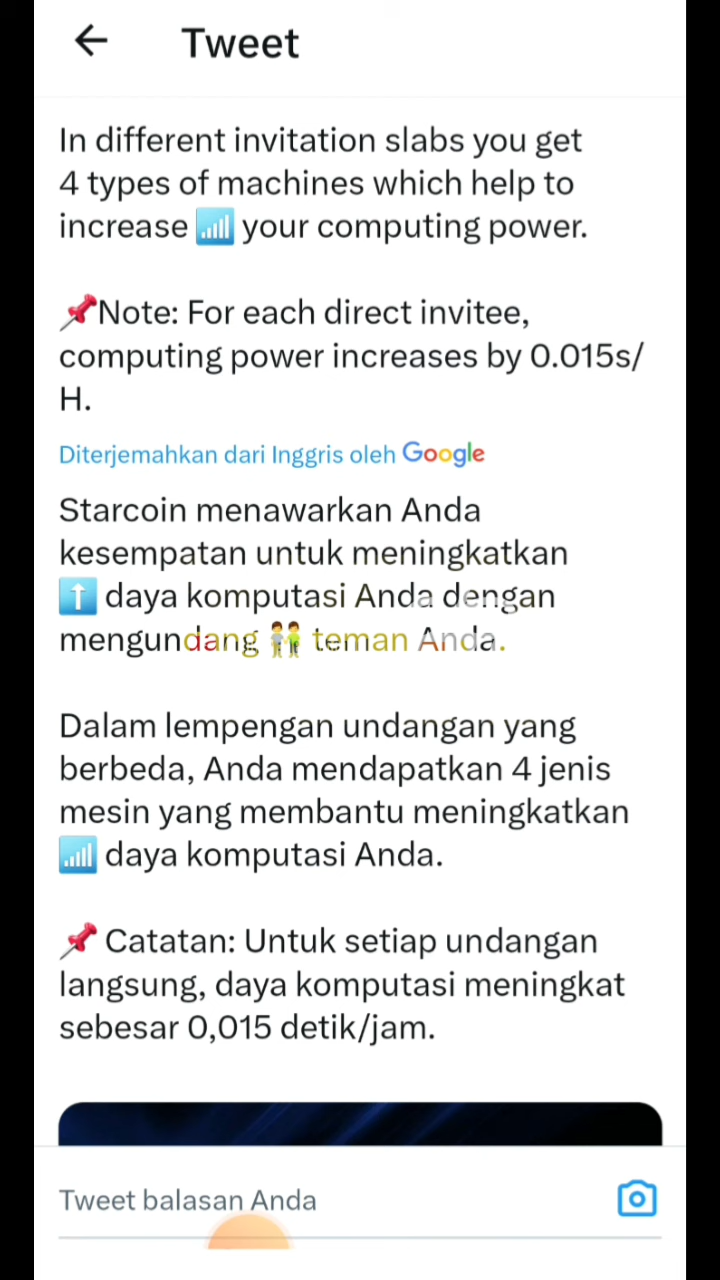 Tweet
In different invitation slabs you get
4 types of machines which help to
increase 📶 your computing power.
📌Note: For each direct invitee,
computing power increases by 0.015s/
H.
Diterjemahkan dari Inggris oleh Google
Starcoin menawarkan Anda
kesempatan untuk meningkatkan
⬆️ daya komputasi Anda dengan
mengundang 🧑‍🤝‍🧑 teman Anda.
Dalam lempengan undangan yang
berbeda, Anda mendapatkan 4 jenis
mesin yang membantu meningkatkan
📶 daya komputasi Anda.
📌 Catatan: Untuk setiap undangan
langsung, daya komputasi meningkat
sebesar 0,015 detik/jam.
Tweet balasan Anda